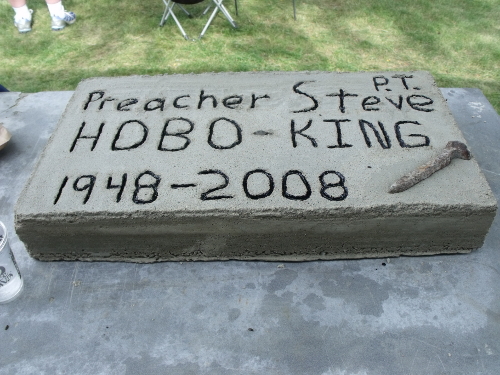 P.T.
Preacher Steve
HOBO-KING
1948-2008